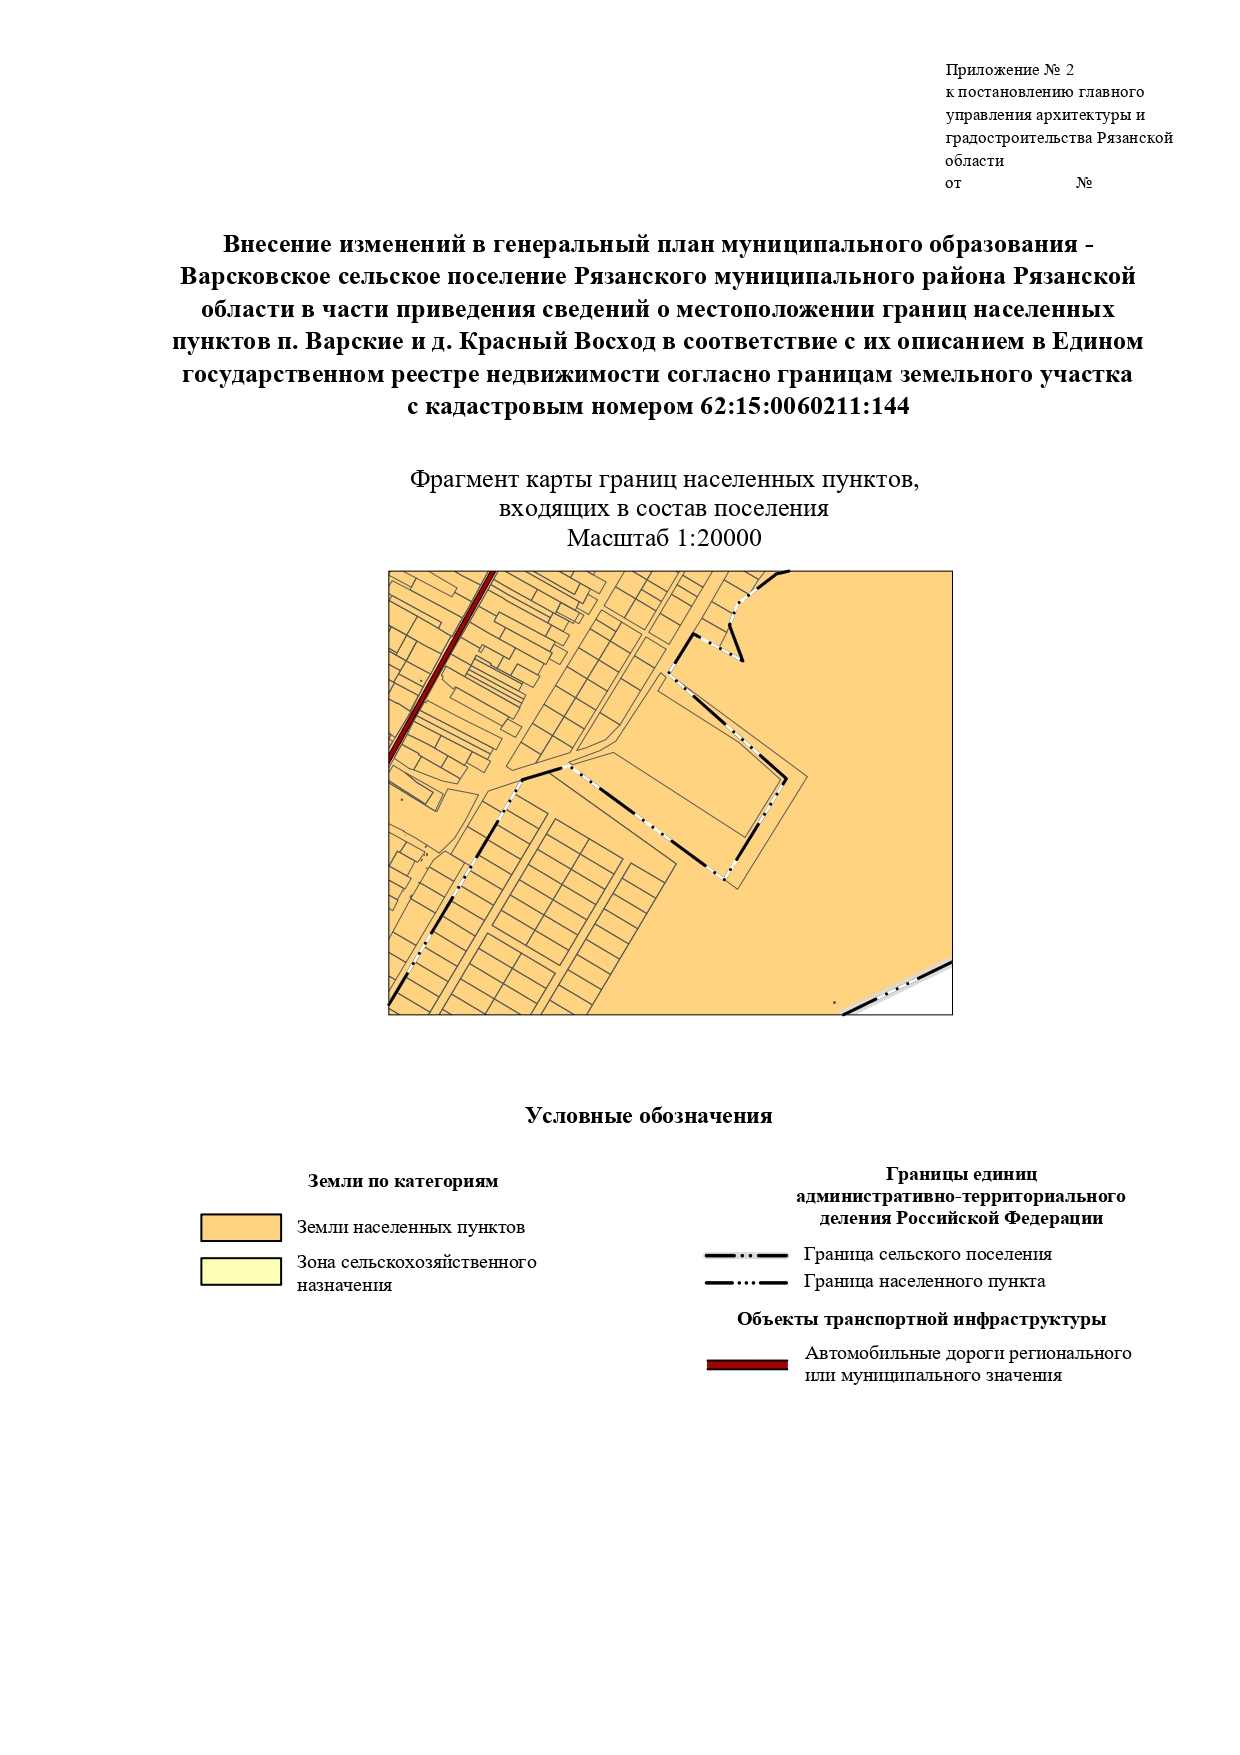 Приложение № 2
к постановлению главного
управления архитектуры и
градостроительства Рязанской
области
от №
Внесение изменений в генеральный план муниципального образования -
Варсковское сельское поселение Рязанского муниципального района Рязанской
области в части приведения сведений о местоположении границ населенных
пунктов п. Варские и д. Красный Восход в соответствие с их описанием в Едином
государственном реестре недвижимости согласно границам земельного участка
с кадастровым номером 62:15:0060211:144
Фрагмент карты границ населенных пунктов,
входящих в состав поселения
Масштаб 1:20000
Условные обозначения
Земли по категориям
Земли населенных пунктов
Зона сельскохозяйственного
назначения
Границы единиц
административно-территориального
деления Российской Федерации
Граница сельского поселения
Граница населенного пункта
Объекты транспортной инфраструктуры
Автомобильные дороги регионального
или муниципального значения